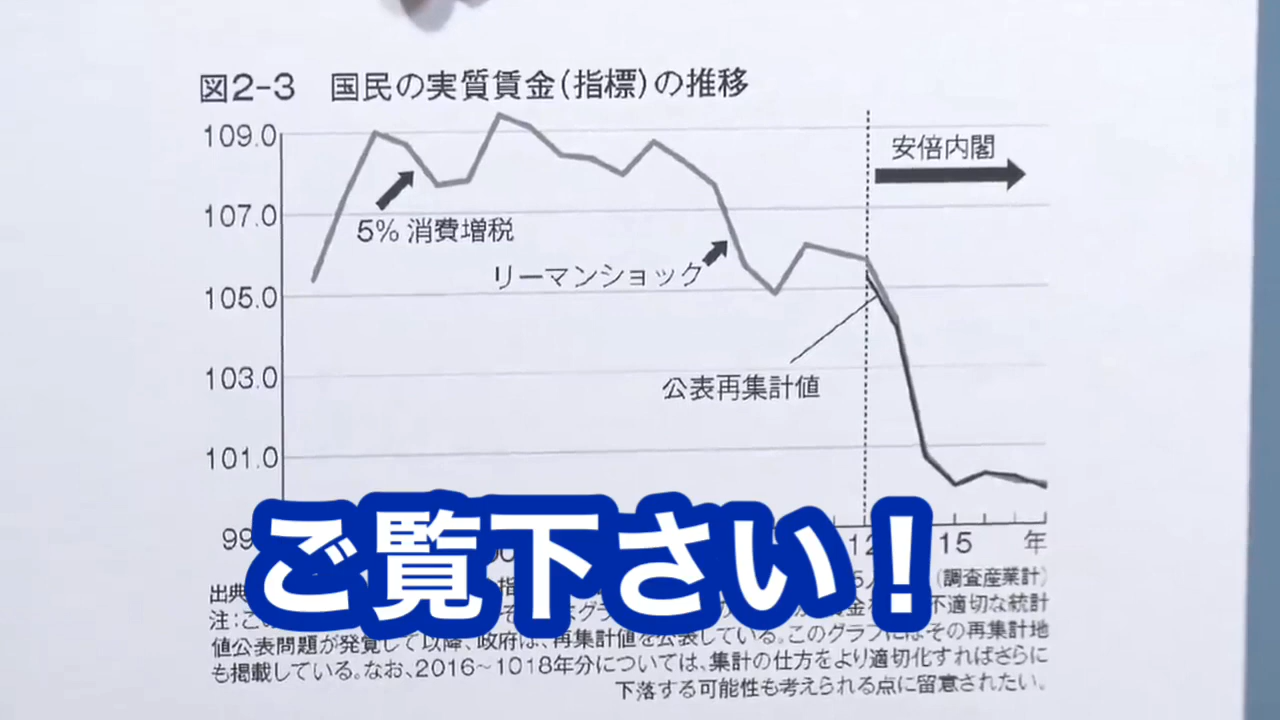 図2-3　国民の実質賃金(指標)の推移
109.0
安倍内閣
107.0
5% 消費増税
リーマンショック
105.0
公表再集計値
103.0
101.0
99
12
15
年
ご覧下さい！
出典
(調査産業計)
注:こ
不適切な統計
値公表問題が発覚して以降、政府は、再集計値を公表している。このグラフにはその再集計地
も掲載している。なお、2016～1018年分については、集計の仕方をより適切化すればさらに
下落する可能性も考えられる点に留意されたい。